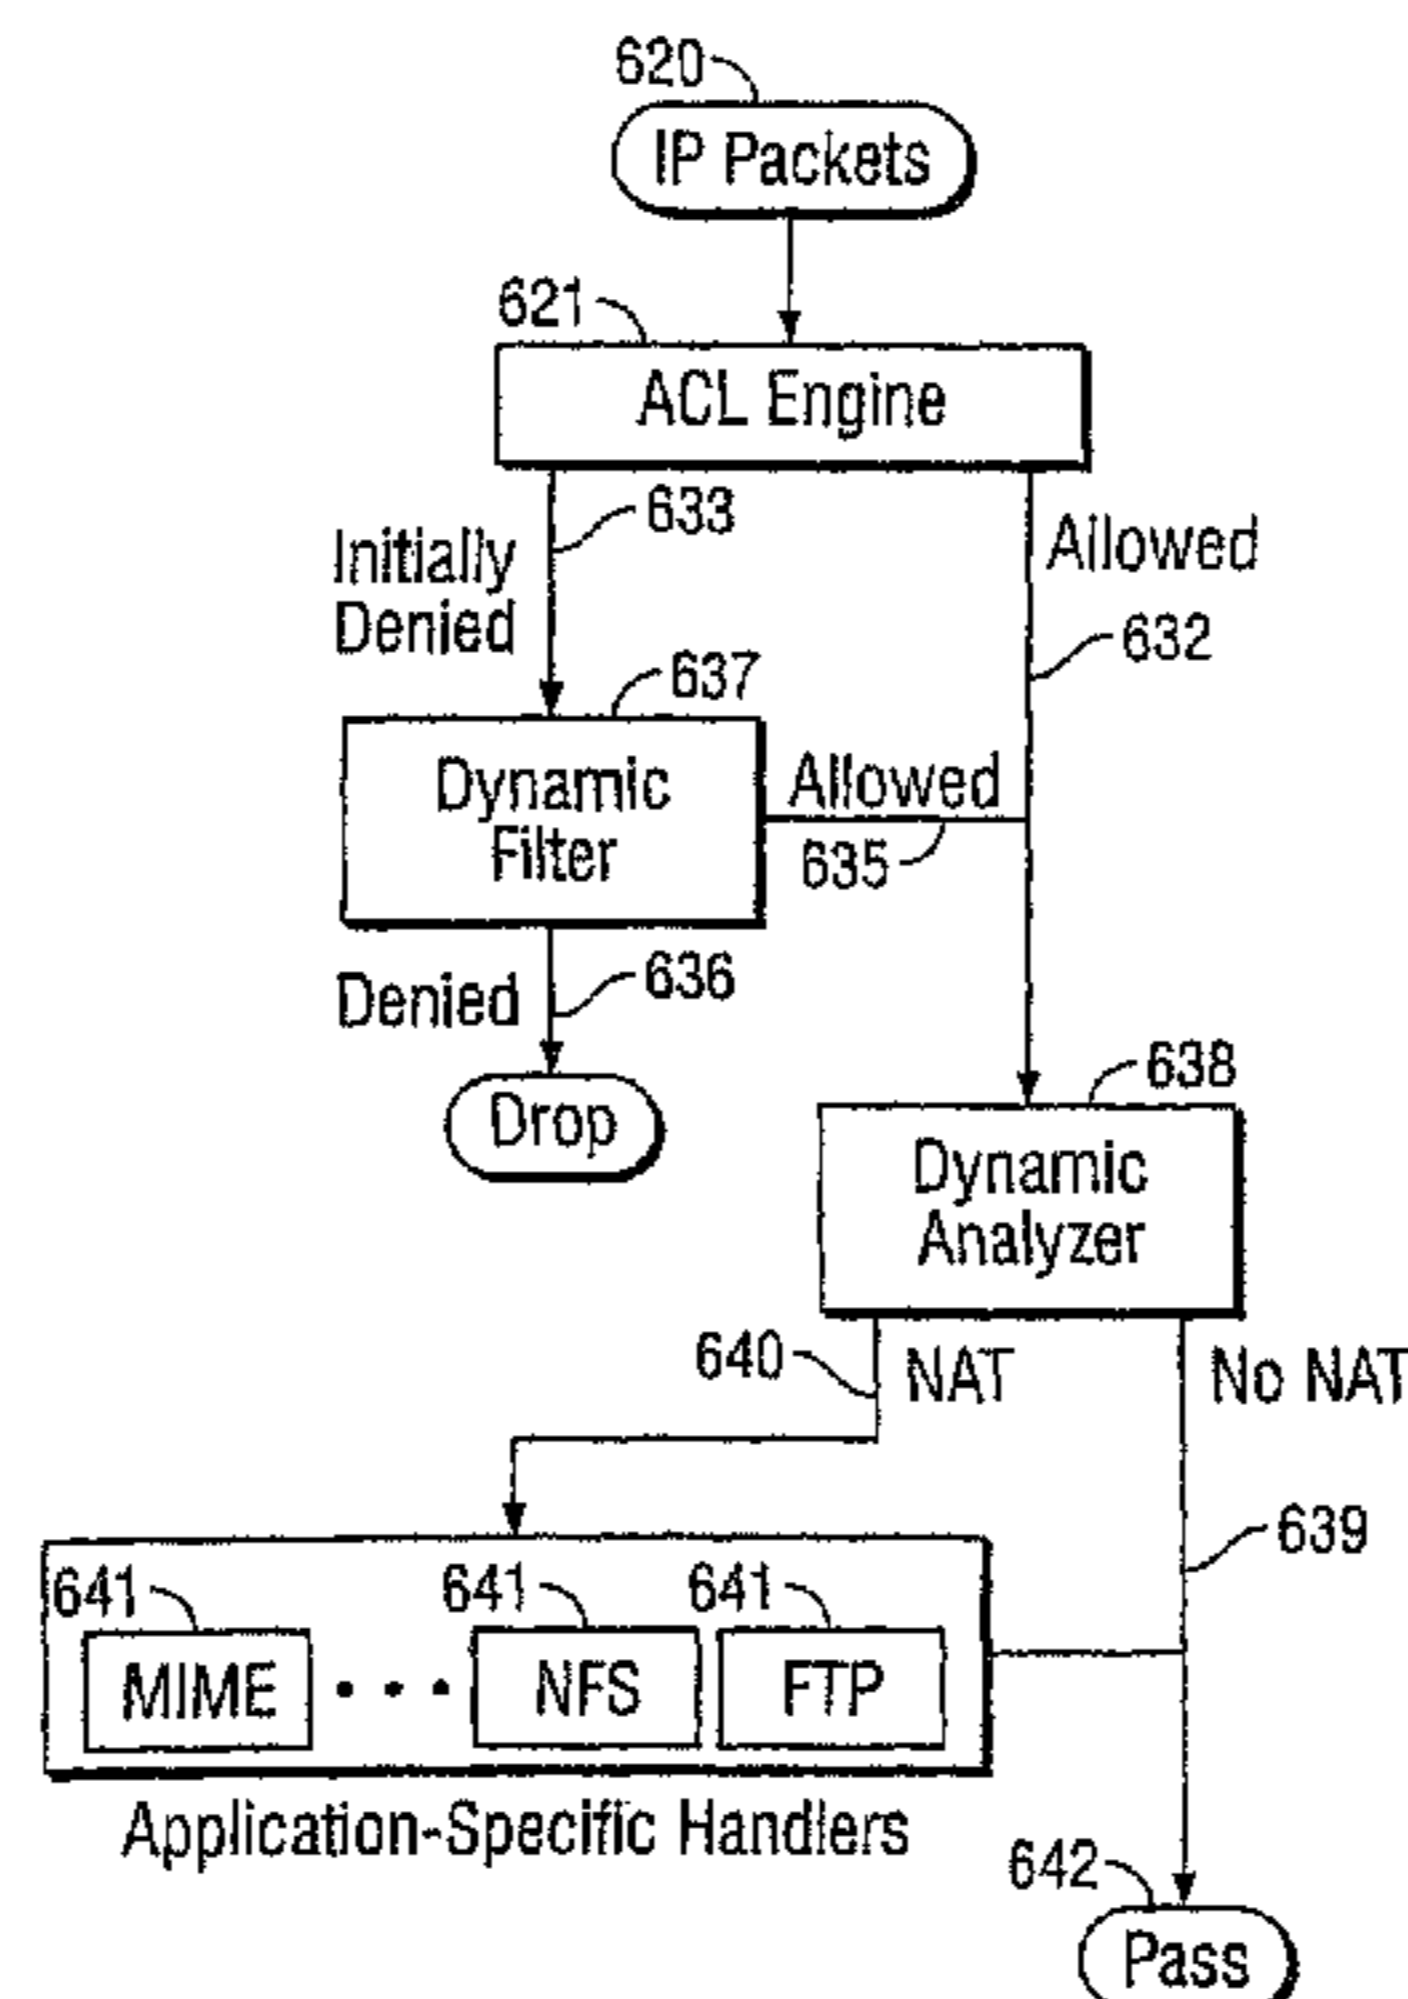 620
IP Packets
621
ACL Engine
633
Initially
Denied
Allowed
632
637
Dynamic
Filter
Allowed
635
Denied
636
Drop
638
Dynamic
Analyzer
640
NAT
No NAT
639
641
641
641
MIME
NFS
FTP
Application-Specific Handlers
642
Pass